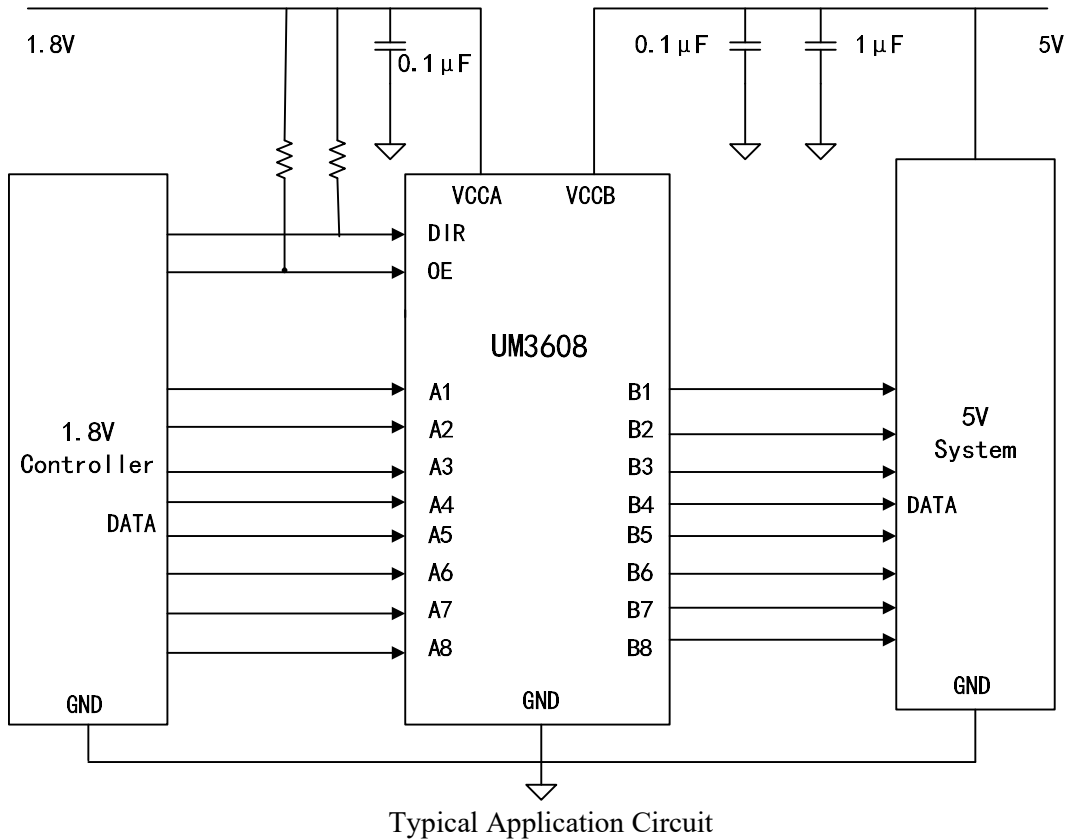 1.8V
0.1μF
0.1μF
1μF
5V
VCCA
VCCB
DIR
OE
UM3608
A1
A2
A3
A4
A5
A6
A7
A8
B1
B2
B3
B4
B5
B6
B7
B8
GND
1.8V
Controller
DATA
GND
5V
System
DATA
GND
Typical Application Circuit